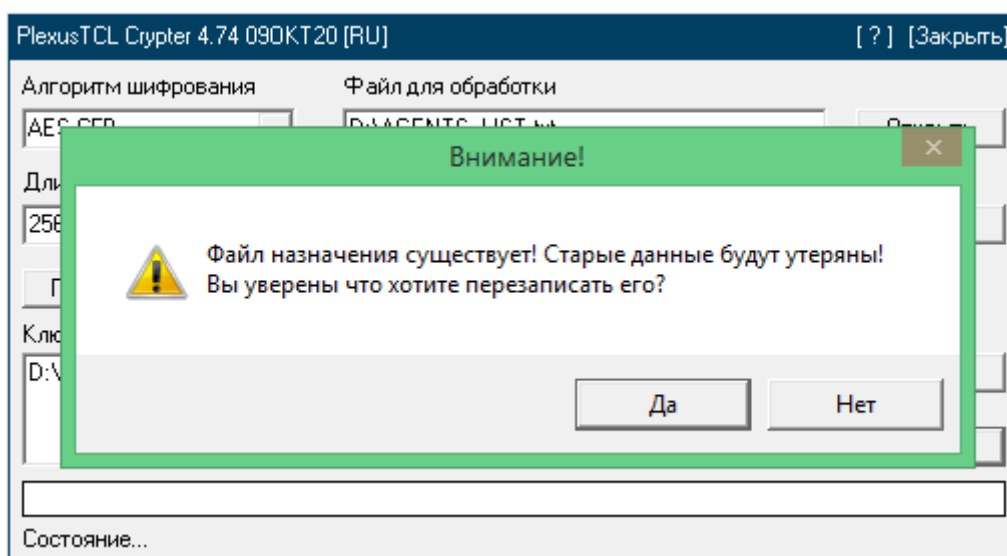 PlexusTCL Crypter 4.74 09OKT20 [RU] [ ? ] [Закрыть]
Алгоритм шифрования Файл для обработки
Внимание!
256
Файл назначения существует! Старые данные будут утеряны!
Вы уверены что хотите перезаписать его?
D:\
Да Нет
Состояние...